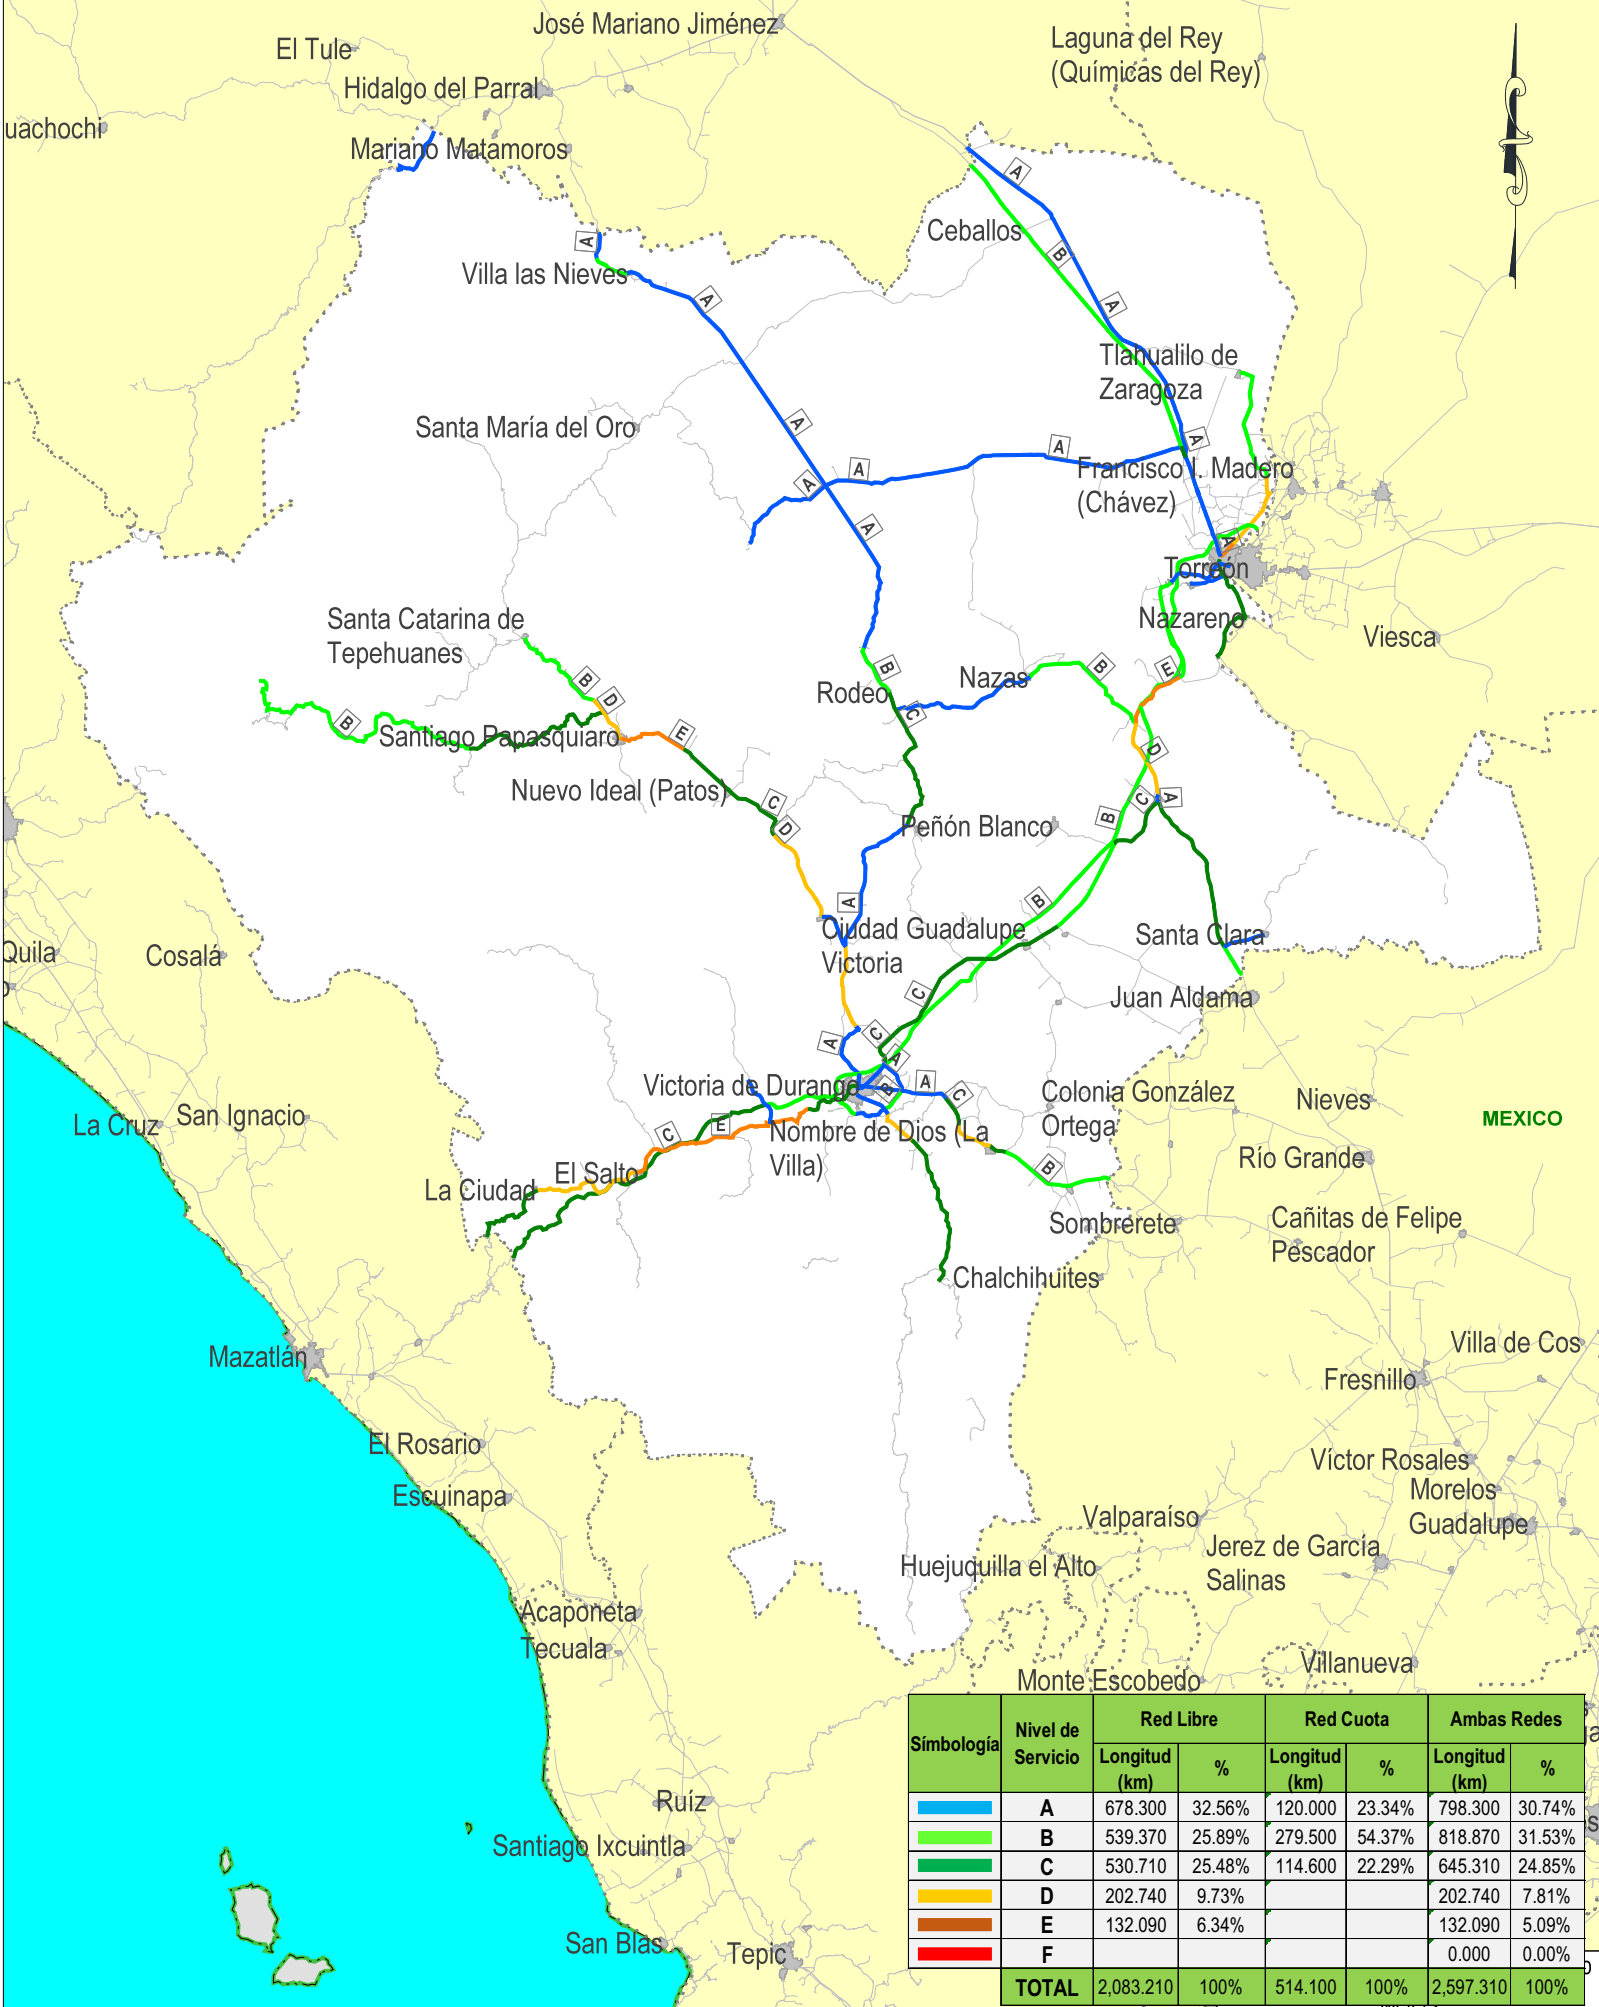 José Mariano Jiménez
Laguna del Rey
(Químicas del Rey)
El Tule
Hidalgo del Parral
uachochi
Mariano Matamoros
A
Ceballos
A
B
Villa las Nieves
A
A
Tlahualilo de
Zaragoza
Santa María del Oro
A
A
A
A
A
Francisco I. Madero
(Chávez)
A
A
Torreón
Santa Catarina de
Tepehuanes
Nazareno
Viesca
B
D
B
E
Rodeo
Nazas
B
C
B
Santiago Papasquiaro
E
D
Nuevo Ideal (Patos)
C
D
Peñón Blanco
B
C
A
A
B
Ciudad Guadalupe
Victoria
Santa Clara
Quila
Cosalá
Juan Aldama
C
A
C
A
Victoria de Durango
B
A
C
Colonia González
Ortega
Nieves
MEXICO
La Cruz
San Ignacio
C
E
Nombre de Dios (La
Villa)
B
Río Grande
El Salto
La Ciudad
Sombrerete
Cañitas de Felipe
Pescador
Chalchihuites
Mazatlán
Villa de Cos
Fresnillo
El Rosario
Víctor Rosales
Escuinapa
Morelos
Guadalupe
Valparaíso
Huejuquilla el Alto
Jerez de García
Salinas
Acaponeta
Tecuala
Villanueva
Monte Escobedo
Ruíz
Santiago Ixcuintla
San Blas
Tepic
Símbología Nivel de Servicio Red Libre Red Cuota Ambas Redes
Longitud (km) % Longitud (km) % Longitud (km) %
A 678.300 32.56% 120.000 23.34% 798.300 30.74%
B 539.370 25.89% 279.500 54.37% 818.870 31.53%
C 530.710 25.48% 114.600 22.29% 645.310 24.85%
D 202.740 9.73% 202.740 7.81%
E 132.090 6.34% 132.090 5.09%
F 0.000 0.00%
TOTAL 2,083.210 100% 514.100 100% 2,597.310 100%